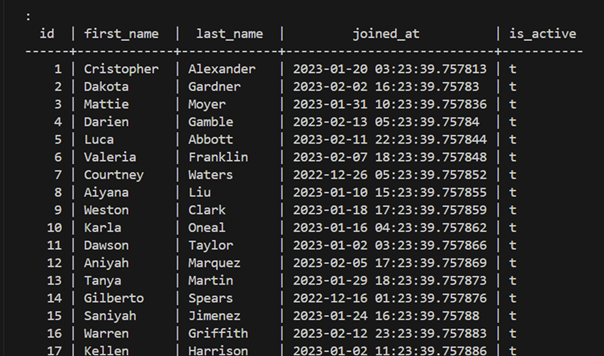 :
  id  | first_name  |  last_name  |         joined_at          | is_active
------+-------------+-------------+----------------------------+-----------
    1 | Cristopher  | Alexander   | 2023-01-20 03:23:39.757813 | t
    2 | Dakota      | Gardner     | 2023-02-02 16:23:39.75783  | t
    3 | Mattie      | Moyer       | 2023-01-31 10:23:39.757836 | t
    4 | Darien      | Gamble      | 2023-02-13 05:23:39.75784  | t
    5 | Luca        | Abbott      | 2023-02-11 22:23:39.757844 | t
    6 | Valeria     | Franklin    | 2023-02-07 18:23:39.757848 | t
    7 | Courtney    | Waters      | 2022-12-26 05:23:39.757852 | t
    8 | Aiyana      | Liu         | 2023-01-10 15:23:39.757855 | t
    9 | Weston      | Clark       | 2023-01-18 17:23:39.757859 | t
   10 | Karla       | Oneal       | 2023-01-16 04:23:39.757862 | t
   11 | Dawson      | Taylor      | 2023-01-02 03:23:39.757866 | t
   12 | Aniyah      | Marquez     | 2023-02-05 17:23:39.757869 | t
   13 | Tanya       | Martin      | 2023-01-29 18:23:39.757873 | t
   14 | Gilberto    | Spears      | 2022-12-16 01:23:39.757876 | t
   15 | Saniyah     | Jimenez     | 2023-01-24 16:23:39.75788  | t
   16 | Warren      | Griffith    | 2023-02-12 23:23:39.757883 | t
   17 | Kellen      | Harrison    | 2023-01-02 11:23:39.757886 | t